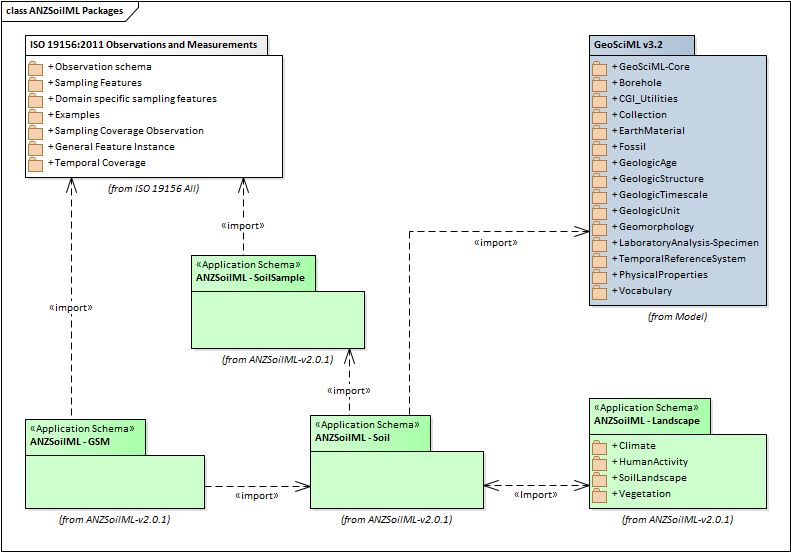 class ANZSoilML Packages
ISO 19156:2011 Observations and Measurements
+ Observation schema
+ Sampling Features
+ Domain specific sampling features
+ Examples
+ Sampling Coverage Observation
+ General Feature Instance
+ Temporal Coverage
(from ISO 19156 All)
GeoSciML v3.2
+ GeoSciML-Core
+ Borehole
+ CGI_Utilities
+ Collection
+ EarthMaterial
+ Fossil
+ GeologicAge
+ GeologicStructure
+ GeologicTimescale
+ GeologicUnit
+ Geomorphology
+ LaboratoryAnalysis-Specimen
+ TemporalReferenceSystem
+ PhysicalProperties
+ Vocabulary
(from Model)
«import»
«import»
«import»
«Application Schema»
ANZSoilML - SoilSample
(from ANZSoilML-v2.0.1)
«import»
«Application Schema»
ANZSoilML - GSM
(from ANZSoilML-v2.0.1)
«import»
«Application Schema»
ANZSoilML - Soil
(from ANZSoilML-v2.0.1)
«Import»
«Application Schema»
ANZSoilML - Landscape
+ Climate
+ HumanActivity
+ SoilLandscape
+ Vegetation
(from ANZSoilML-v2.0.1)